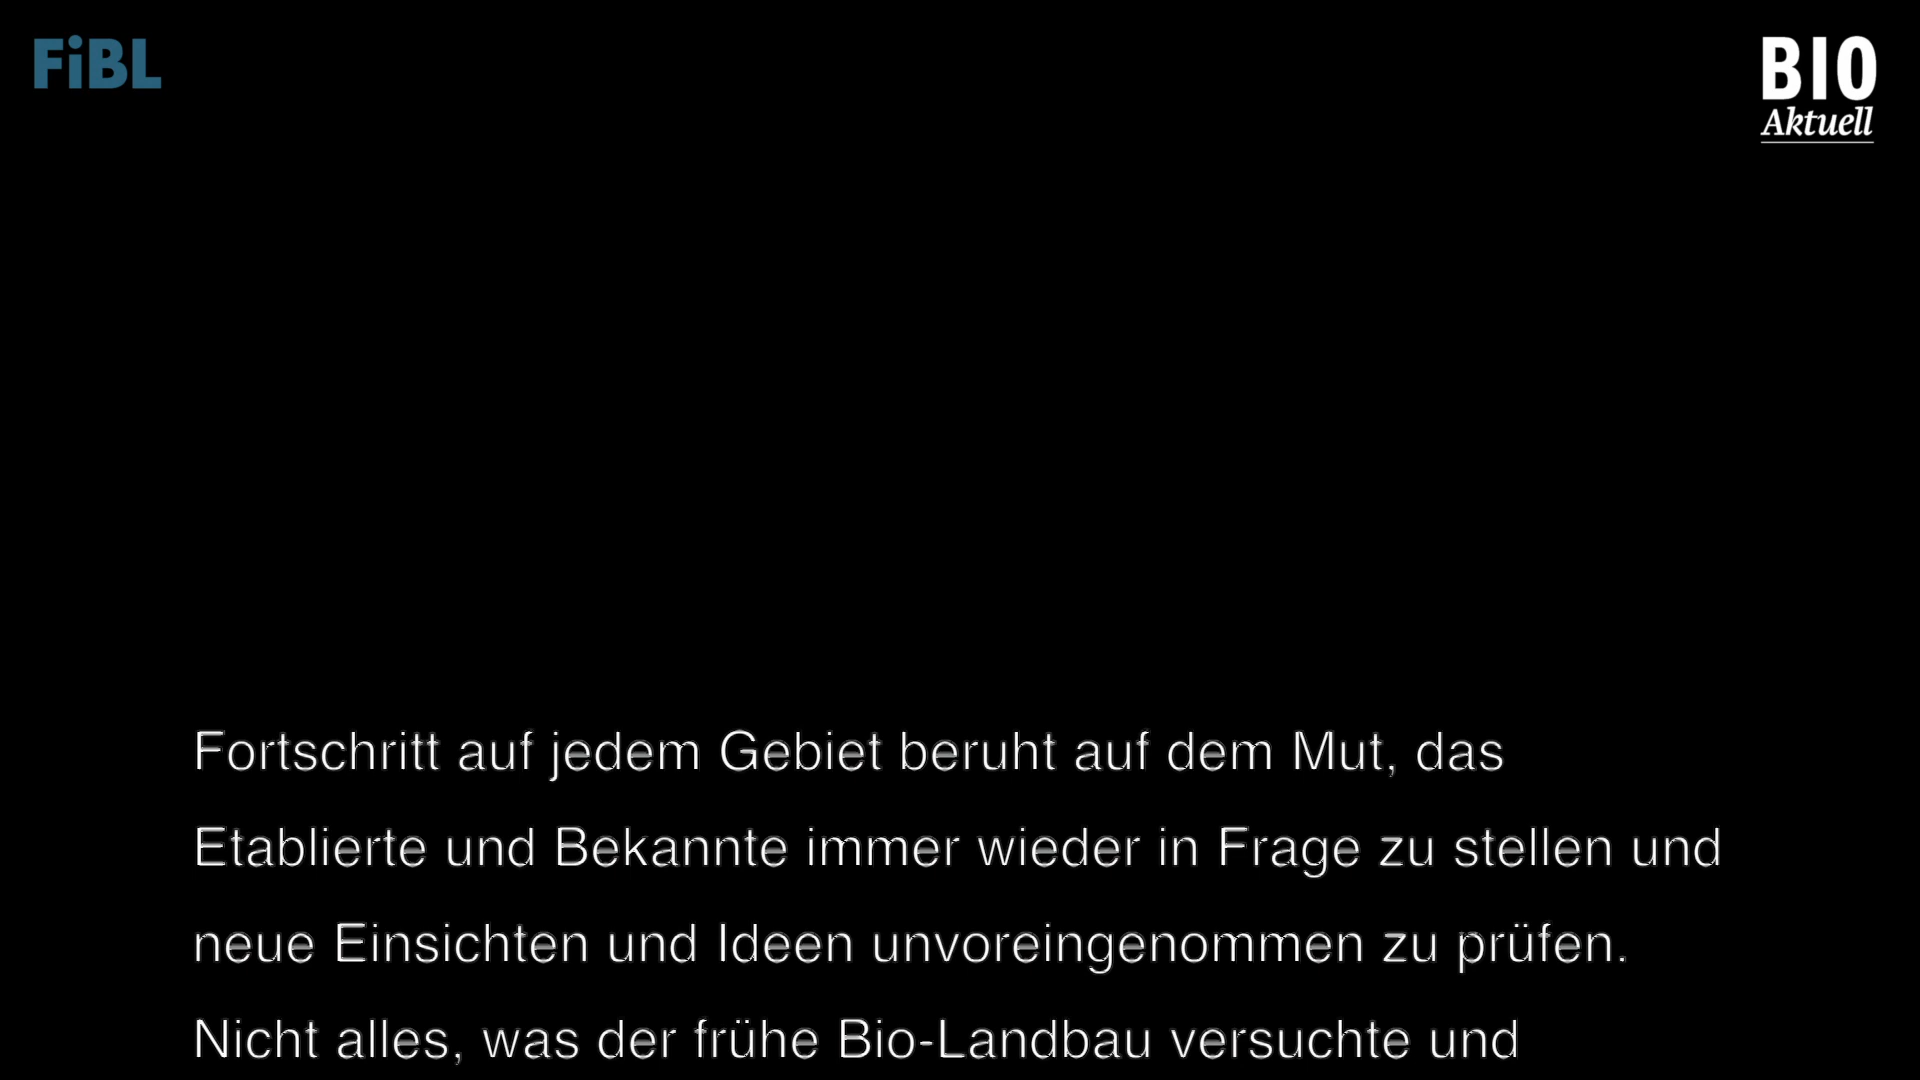 FiBL
BIO
Aktuell
Fortschritt auf jedem Gebiet beruht auf dem Mut, das
Etablierte und Bekannte immer wieder in Frage zu stellen und
neue Einsichten und Ideen unvoreingenommen zu prüfen.
Nicht alles, was der frühe Bio-Landbau versuchte und